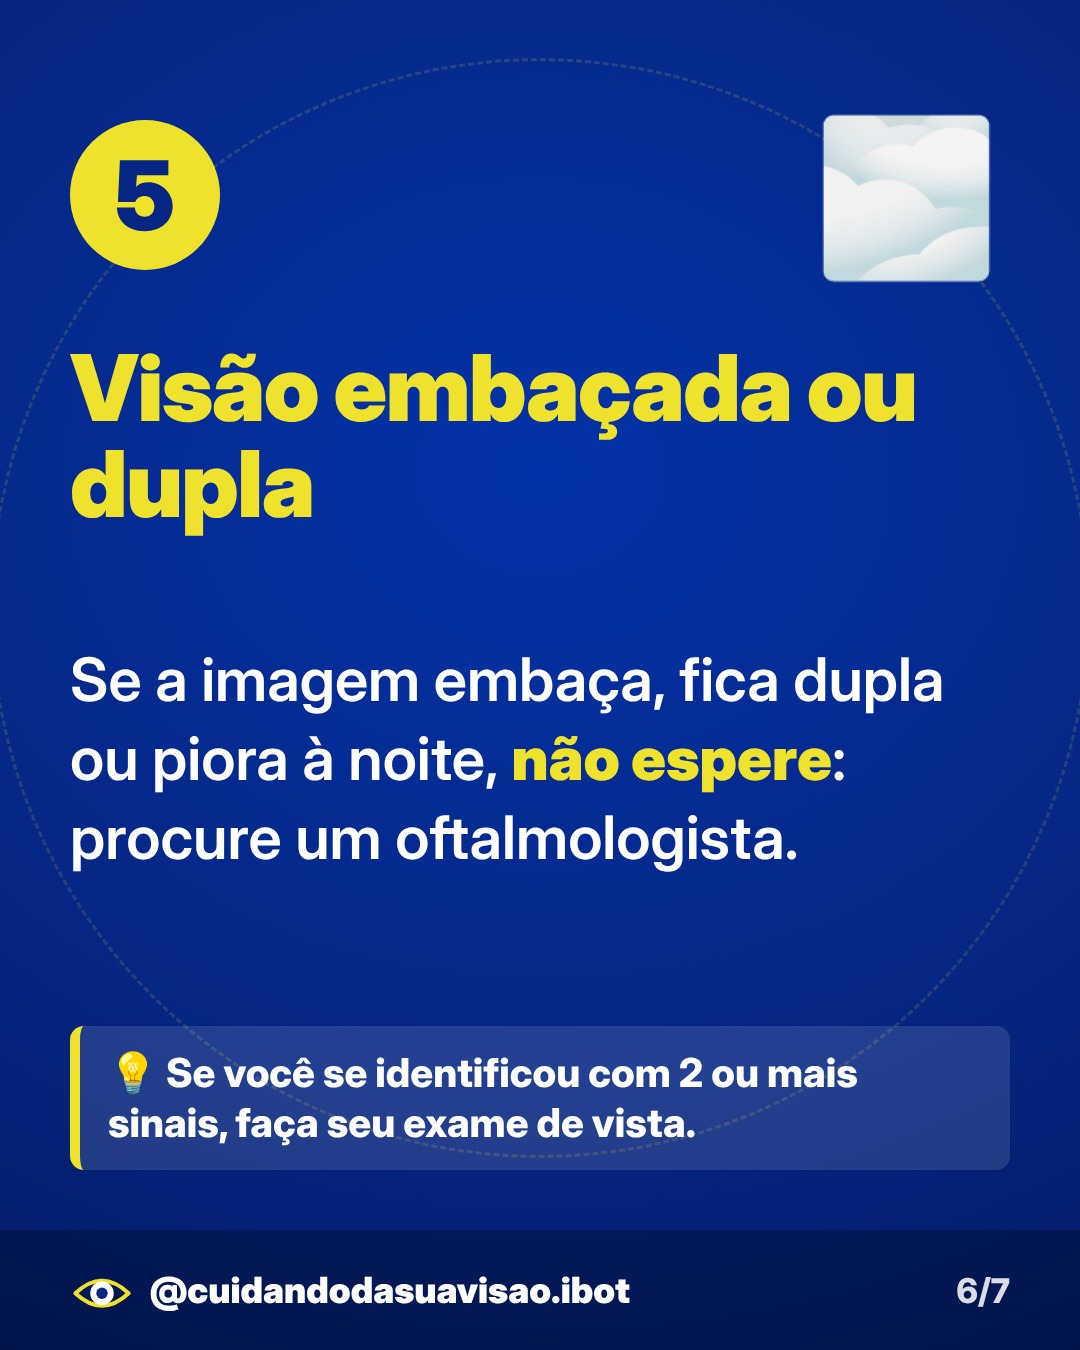 5
Visão embaçada ou
dupla
Se a imagem embaça, fica dupla
ou piora à noite, não espere:
procure um oftalmologista.
💡 Se você se identificou com 2 ou mais
sinais, faça seu exame de vista.
@cuidandodasuavisao.ibot
6/7